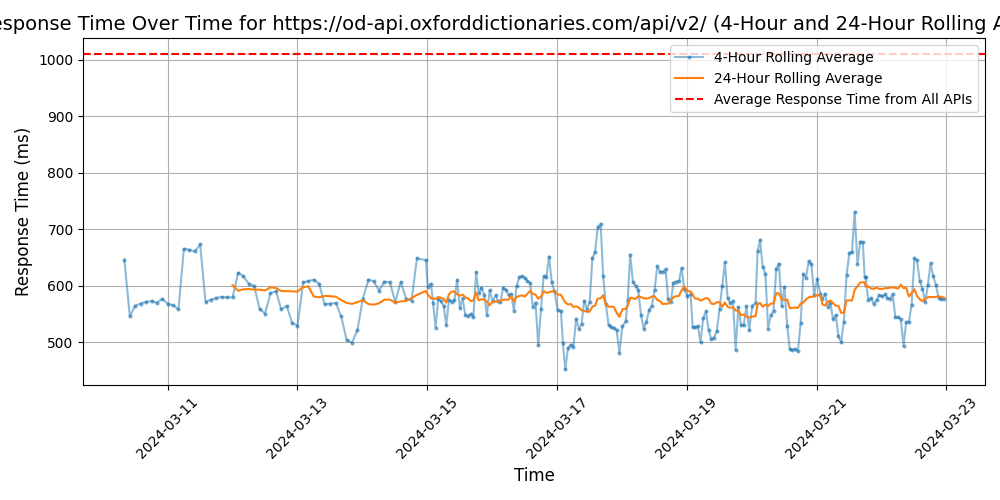 sponse Time Over Time for https://od-api.oxforddictionaries.com/api/v2/ (4-Hour and 24-Hour Rolling A
4-Hour Rolling Average
24-Hour Rolling Average
Average Response Time from All APIs
Response Time (ms)
1000
900
800
700
600
500
2024-03-11
2024-03-13
2024-03-15
2024-03-17
2024-03-19
2024-03-21
2024-03-23
Time